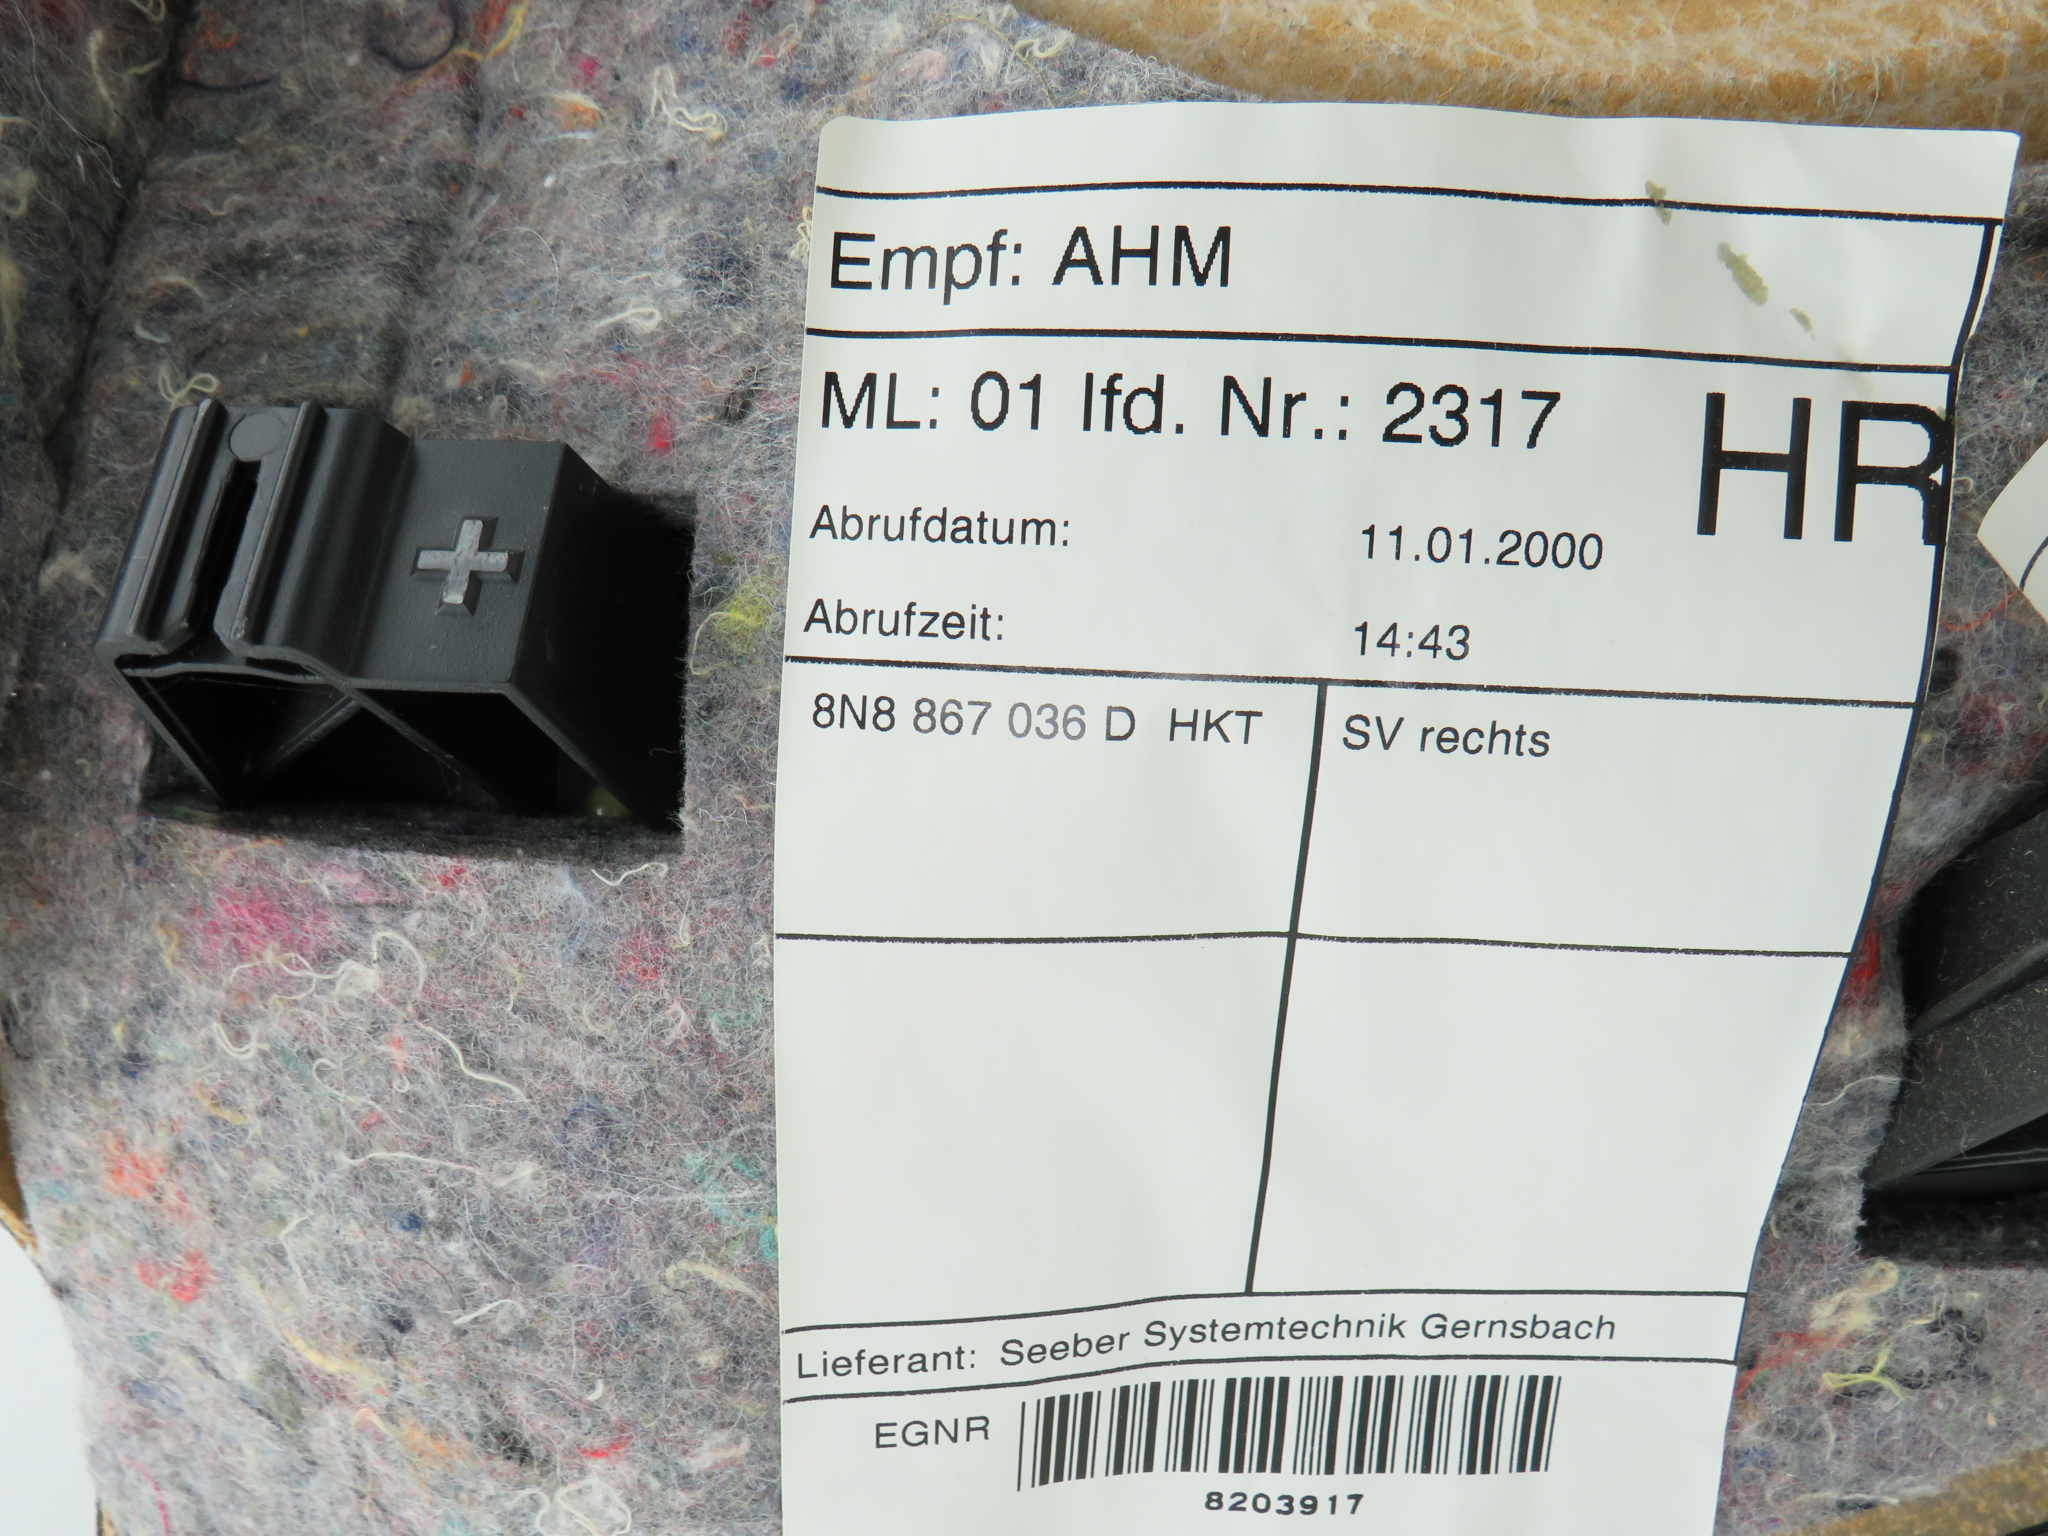 Empf: AHM
ML: 01 lfd. Nr.: 2317
HR
Abrufdatum: 11.01.2000
Abrufzeit: 14:43
8N8 867 036 D HKT
SV rechts
Lieferant: Seeber Systemtechnik Gernsbach
EGNR
8203917